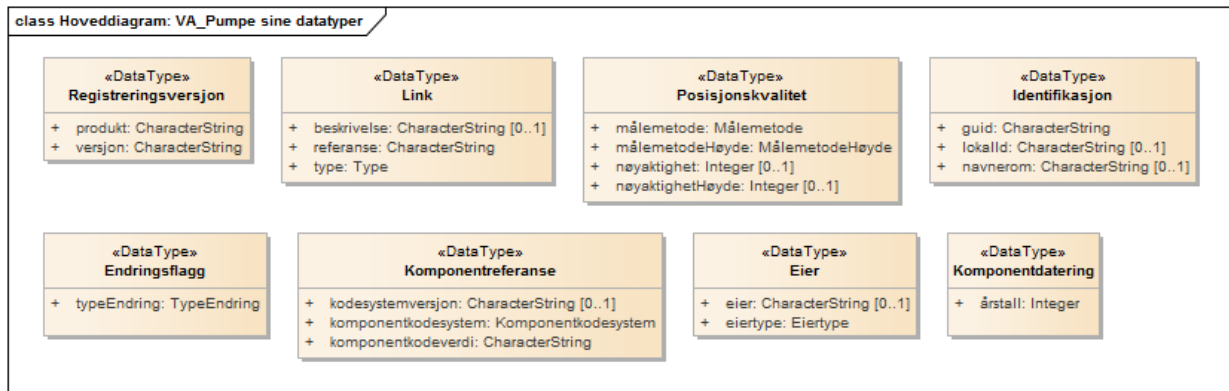 class Hoveddiagram: VA_Pumpe sine datatyper
«DataType»
Registreringsversjon
+ produkt: CharacterString
+ versjon: CharacterString
«DataType»
Link
+ beskrivelse: CharacterString [0..1]
+ referanse: CharacterString
+ type: Type
«DataType»
Posisjonskvalitet
+ målemetode: Målemetode
+ målemetodeHøyde: MålemetodeHøyde
+ nøyaktighet: Integer [0..1]
+ nøyaktighetHøyde: Integer [0..1]
«DataType»
Identifikasjon
+ guid: CharacterString
+ lokalId: CharacterString [0..1]
+ navnerom: CharacterString [0..1]
«DataType»
Endringsflagg
+ typeEndring: TypeEndring
«DataType»
Komponentreferanse
+ kodesystemversjon: CharacterString [0..1]
+ komponentkodesystem: Komponentkodesystem
+ komponentkodeverdi: CharacterString
«DataType»
Eier
+ eier: CharacterString [0..1]
+ eiertype: Eiertype
«DataType»
Komponentdatering
+ årstall: Integer